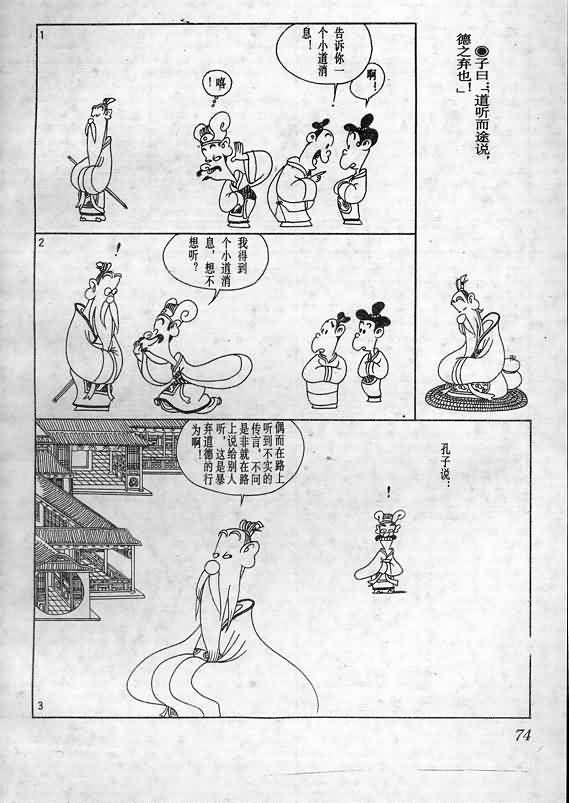 ◉子曰：“道听而途说，
德之弃也！”
1
告诉你一
个小道消
息！
啊！
嘻！
2
我得到
个小道消
息，想不
想听？
！
孔子说：
！
偶而在路上
听到不实的
传言，不问
是非就在路
上说给别人
听，这是暴
弃道德的行
为啊！
3
74